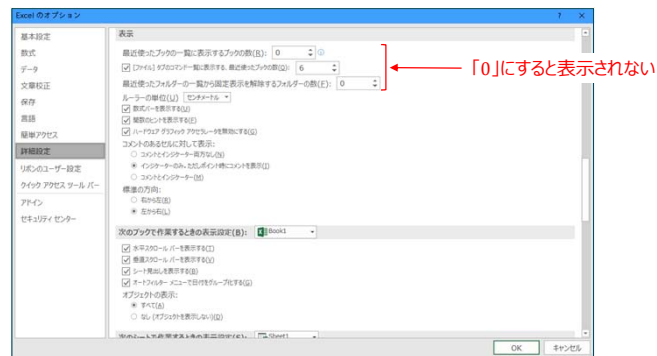 Excel のオプション
? ×
基本設定
数式
データ
文章校正
保存
言語
簡単アクセス
詳細設定
リボンのユーザー設定
クイック アクセス ツール バー
アドイン
セキュリティ センター
表示
最近使ったブックの一覧に表示するブックの数(R): 0
[ファイル] タブのコマンド一覧に表示する、最近使ったブックの数(Q): 6
最近使ったフォルダーの一覧から固定表示を解除するフォルダーの数(F): 0
ルーラーの単位(U) センチメートル
数式バーを表示する(U)
関数のヒントを表示する(F)
ハードウェア グラフィック アクセラレータを無効にする(G)
コメントのあるセルに対して表示:
コメントとインジケーター両方なし(N)
インジケーターのみ、ただしポイント時にコメントを表示(I)
コメントとインジケーター(M)
標準の方向:
右から左(R)
左から右(L)
次のブックで作業するときの表示設定(B): Book1
水平スクロール バーを表示する(T)
垂直スクロール バーを表示する(V)
シート見出しを表示する(B)
オートフィルター メニューで日付をグループ化する(G)
オブジェクトの表示:
すべて(A)
なし (オブジェクトを表示しない)(D)
次のシートで作業するときの表示設定(S): Sheet1
OK キャンセル
「0」にすると表示されない